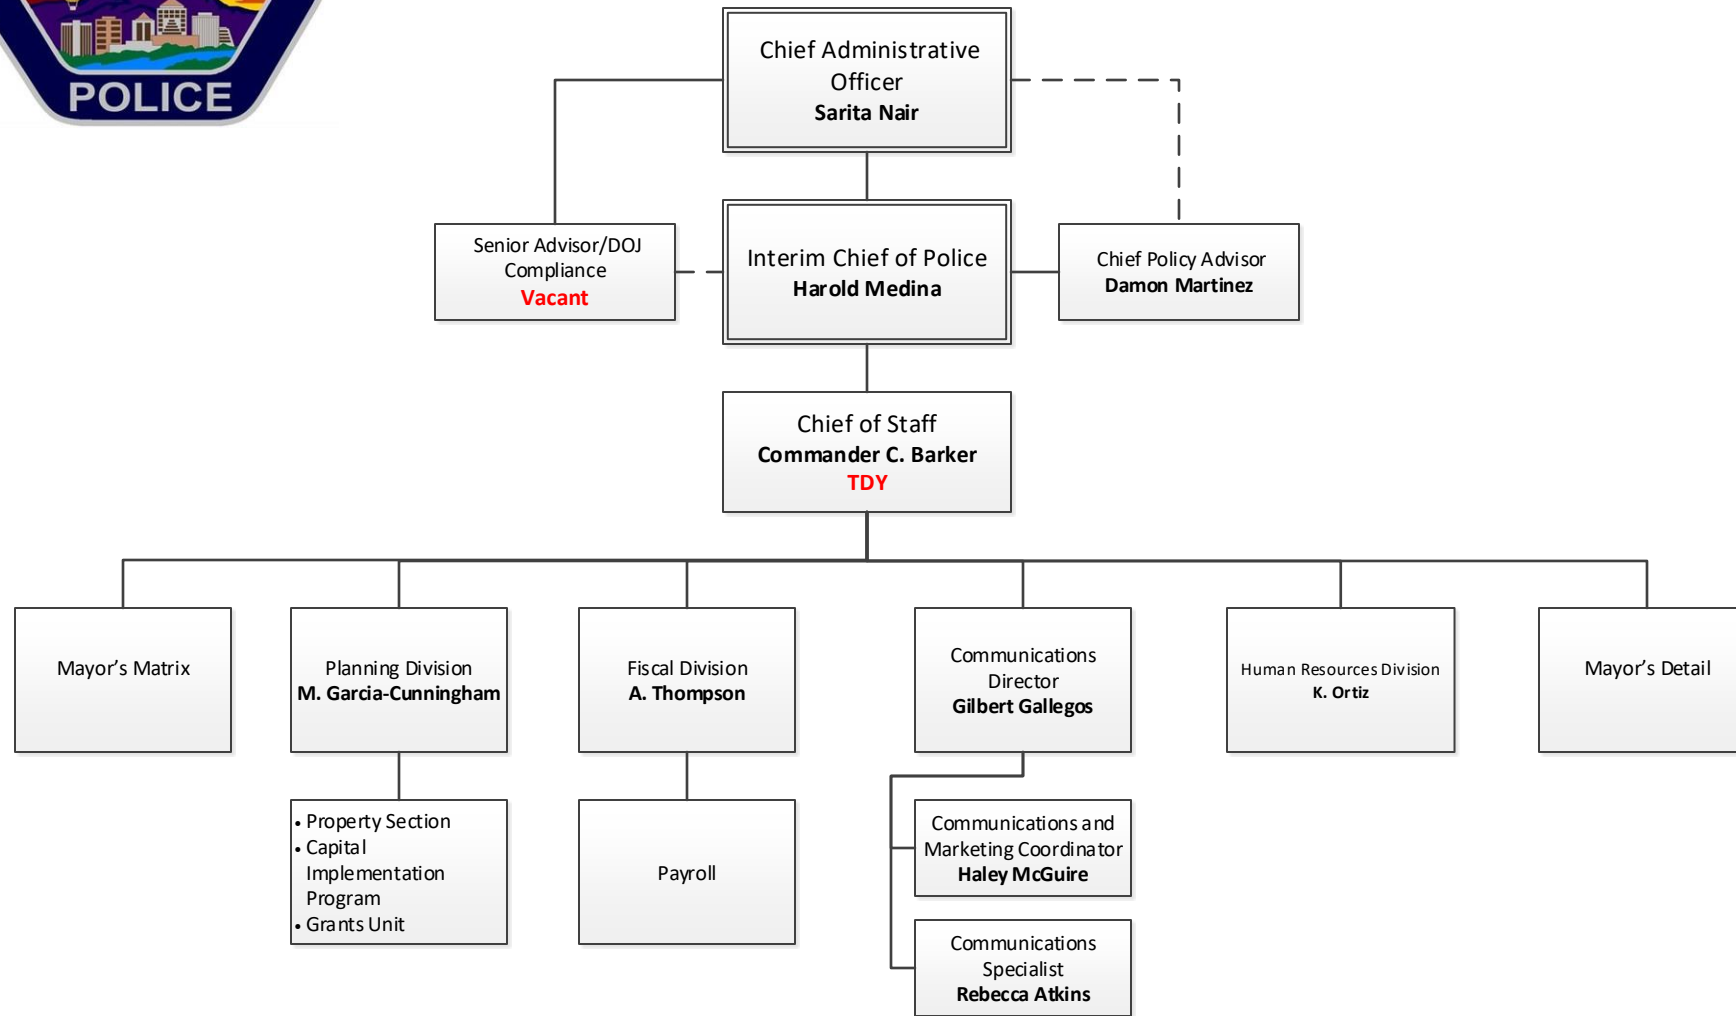 POLICE
Chief Administrative
Officer
Sarita Nair
Senior Advisor/DOJ
Compliance
Vacant
Interim Chief of Police
Harold Medina
Chief Policy Advisor
Damon Martinez
Chief of Staff
Commander C. Barker
TDY
Mayor’s Matrix
Planning Division
M. Garcia-Cunningham
Fiscal Division
A. Thompson
Communications
Director
Gilbert Gallegos
Human Resources Division
K. Ortiz
Mayor’s Detail
• Property Section
• Capital
Implementation
Program
• Grants Unit
Payroll
Communications and
Marketing Coordinator
Haley McGuire
Communications
Specialist
Rebecca Atkins